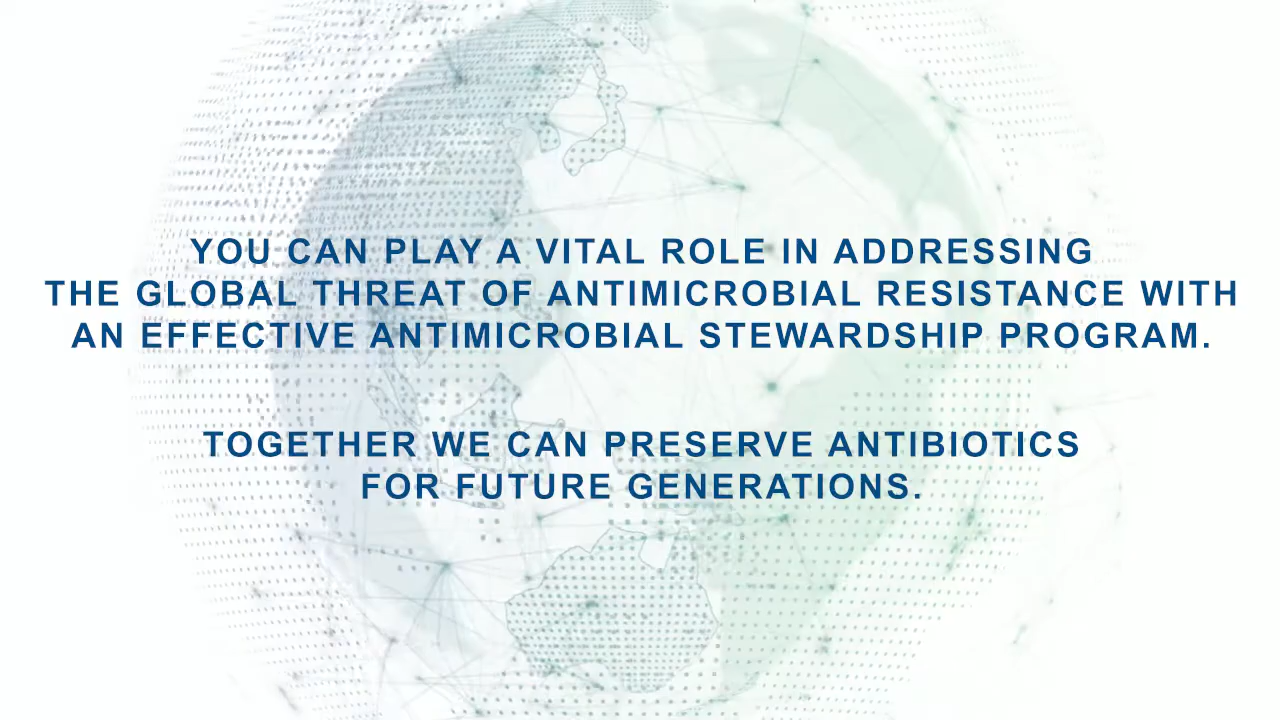 YOU CAN PLAY A VITAL ROLE IN ADDRESSING
THE GLOBAL THREAT OF ANTIMICROBIAL RESISTANCE WITH
AN EFFECTIVE ANTIMICROBIAL STEWARDSHIP PROGRAM.
TOGETHER WE CAN PRESERVE ANTIBIOTICS
FOR FUTURE GENERATIONS.